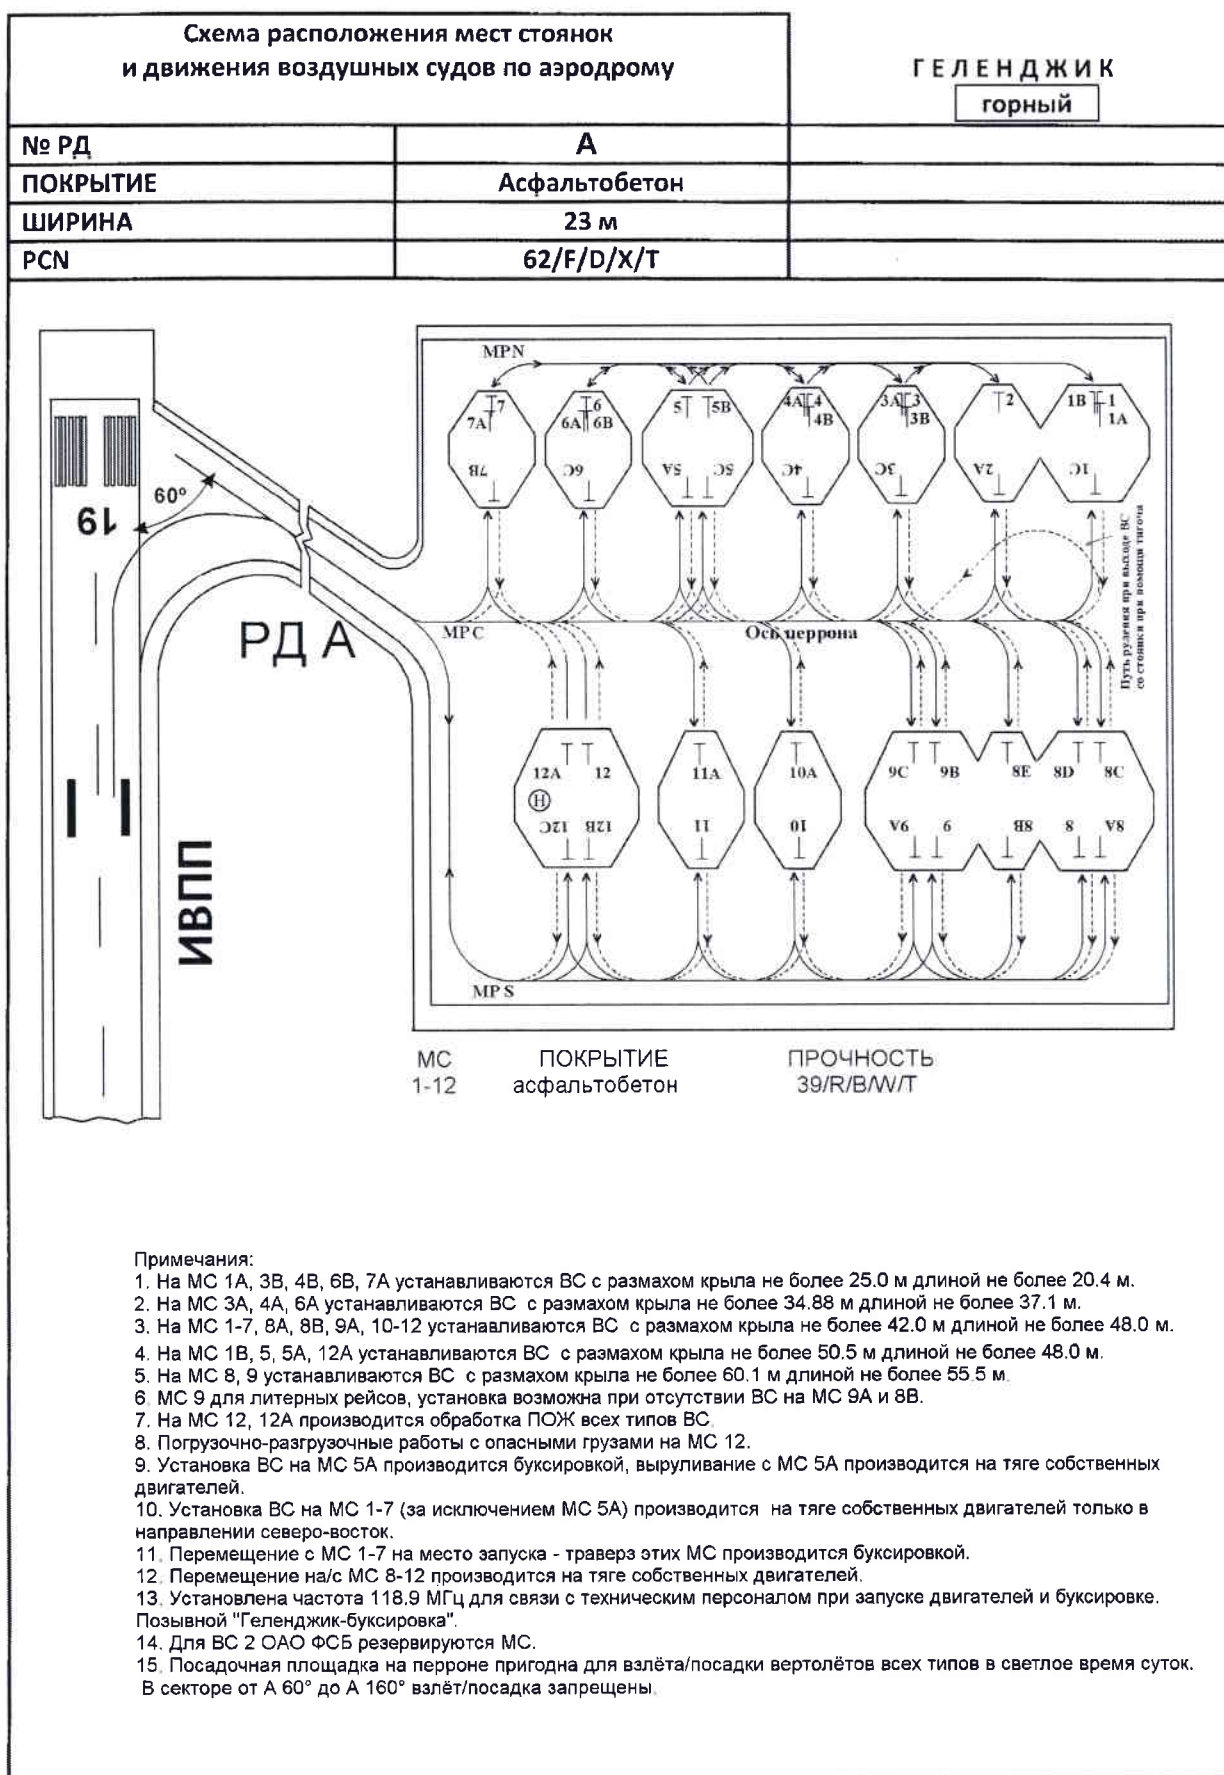 Схема расположения мест стоянок
и движения воздушных судов по аэродрому
ГЕЛЕНДЖИК
горный
№ РД A
ПОКРЫТИЕ Асфальтобетон
ШИРИНА 23 м
PCN 62/F/D/X/T
MPN
7 6 5 5B 4A 4 3A 3 2 1B 1
7A 6A 6B 4B 3B 1A
7B 6C 5A 5C 4C 3C 2A 1C
60°
19
РД А
MPC
Ось перрона
Путь руления при выходе ВС
со стоянки при помощи тягоча
12A 12 11A 10A 9C 9B 8E 8D 8C
H
12C 12B 11 10 9A 9 8B 8 8A
ИВПП
MPS
МС ПОКРЫТИЕ ПРОЧНОСТЬ
1-12 асфальтобетон 39/R/B/W/T
Примечания:
1. На МС 1А, 3В, 4В, 6В, 7А устанавливаются ВС с размахом крыла не более 25.0 м длиной не более 20.4 м.
2. На МС 3А, 4А, 6А устанавливаются ВС с размахом крыла не более 34.88 м длиной не более 37.1 м.
3. На МС 1-7, 8А, 8В, 9А, 10-12 устанавливаются ВС с размахом крыла не более 42.0 м длиной не более 48.0 м.
4. На МС 1В, 5, 5А, 12А устанавливаются ВС с размахом крыла не более 50.5 м длиной не более 48.0 м.
5. На МС 8, 9 устанавливаются ВС с размахом крыла не более 60.1 м длиной не более 55.5 м.
6. МС 9 для литерных рейсов, установка возможна при отсутствии ВС на МС 9А и 8В.
7. На МС 12, 12А производится обработка ПОЖ всех типов ВС.
8. Погрузочно-разгрузочные работы с опасными грузами на МС 12.
9. Установка ВС на МС 5А производится буксировкой, выруливание с МС 5А производится на тяге собственных
двигателей.
10. Установка ВС на МС 1-7 (за исключением МС 5А) производится на тяге собственных двигателей только в
направлении северо-восток.
11. Перемещение с МС 1-7 на место запуска - траверз этих МС производится буксировкой.
12. Перемещение на/с МС 8-12 производится на тяге собственных двигателей.
13. Установлена частота 118.9 МГц для связи с техническим персоналом при запуске двигателей и буксировке.
Позывной "Геленджик-буксировка".
14. Для ВС 2 ОАО ФСБ резервируются МС.
15. Посадочная площадка на перроне пригодна для взлёта/посадки вертолётов всех типов в светлое время суток.
В секторе от А 60° до А 160° взлёт/посадка запрещены.